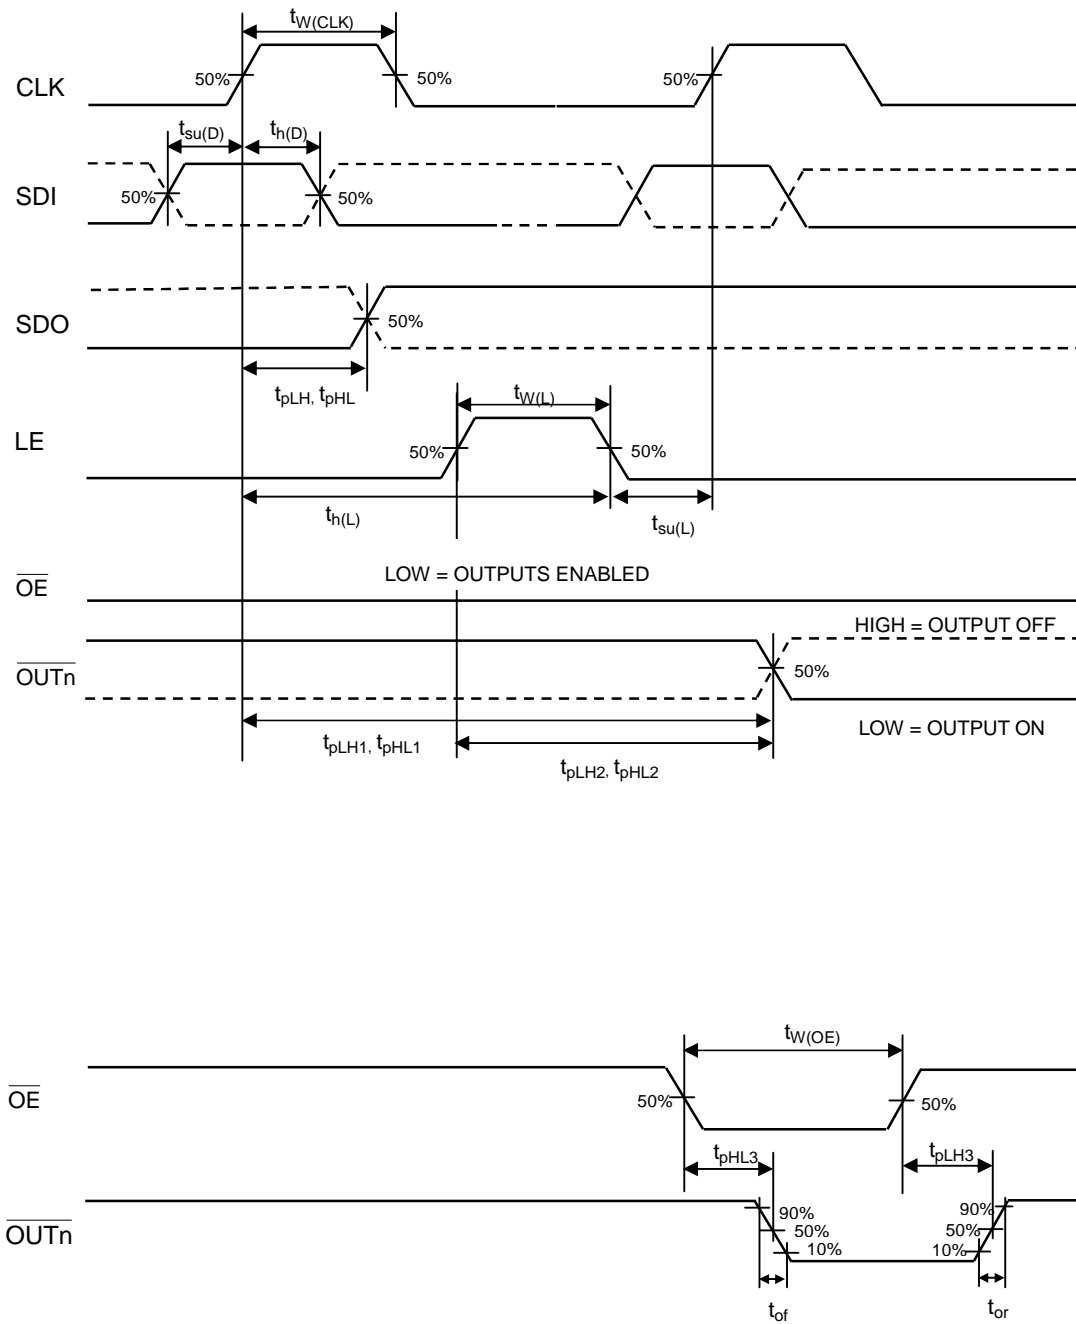 tW(CLK)
CLK 50% 50% 50%
tsu(D) th(D)
SDI 50% 50%
SDO 50%
tpLH, tpHL tW(L)
LE 50% 50%
th(L) tsu(L)
OE LOW = OUTPUTS ENABLED
HIGH = OUTPUT OFF
OUTn 50%
LOW = OUTPUT ON
tpLH1, tpHL1
tpLH2, tpHL2
tW(OE)
OE 50% 50%
tpHL3 tpLH3
90% 90%
OUTn 50% 50%
10% 10%
tof tor